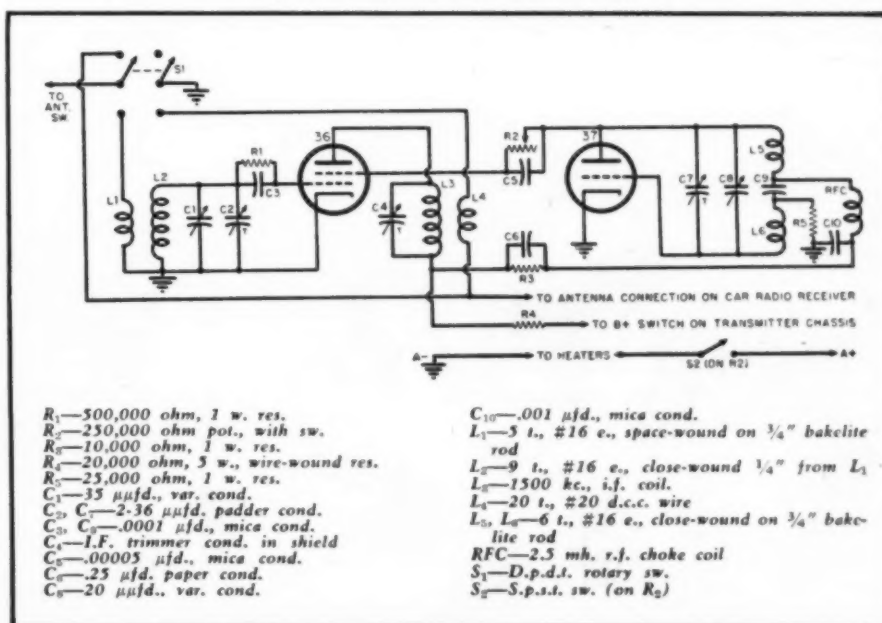 S1
TO
ANT.
SW.
36
37
R1
R2
L1
L2
C1
C2
T
C3
C4
T
L3
L4
C5
C6
R3
C7
T
C8
C9
L5
L6
R5
RFC
C10
TO ANTENNA CONNECTION ON CAR RADIO RECEIVER
R4
TO B+ SWITCH ON TRANSMITTER CHASSIS
A-
TO HEATERS
S2 (ON R2)
A+
R₁—500,000 ohm, 1 w. res.
R₂—250,000 ohm pot., with sw.
R₃—10,000 ohm, 1 w. res.
R₄—20,000 ohm, 5 w., wire-wound res.
R₅—25,000 ohm, 1 w. res.
C₁—35 μμfd., var. cond.
C₂, C₇—2-36 μμfd. padder cond.
C₃, C₉—.0001 μfd., mica cond.
C₄—I.F. trimmer cond. in shield
C₅—.00005 μfd., mica cond.
C₆—.25 μfd. paper cond.
C₈—20 μμfd., var. cond.
C₁₀—.001 μfd., mica cond.
L₁—5 t., #16 e., space-wound on ¾" bakelite
rod
L₂—9 t., #16 e., close-wound ¼" from L₁
L₃—1500 kc., i.f. coil.
L₄—20 t., #20 d.c.c. wire
L₅, L₆—6 t., #16 e., close-wound on ¾" bake-
lite rod
RFC—2.5 mh. r.f. choke coil
S₁—D.p.d.t. rotary sw.
S₂—S.p.s.t. sw. (on R₂)